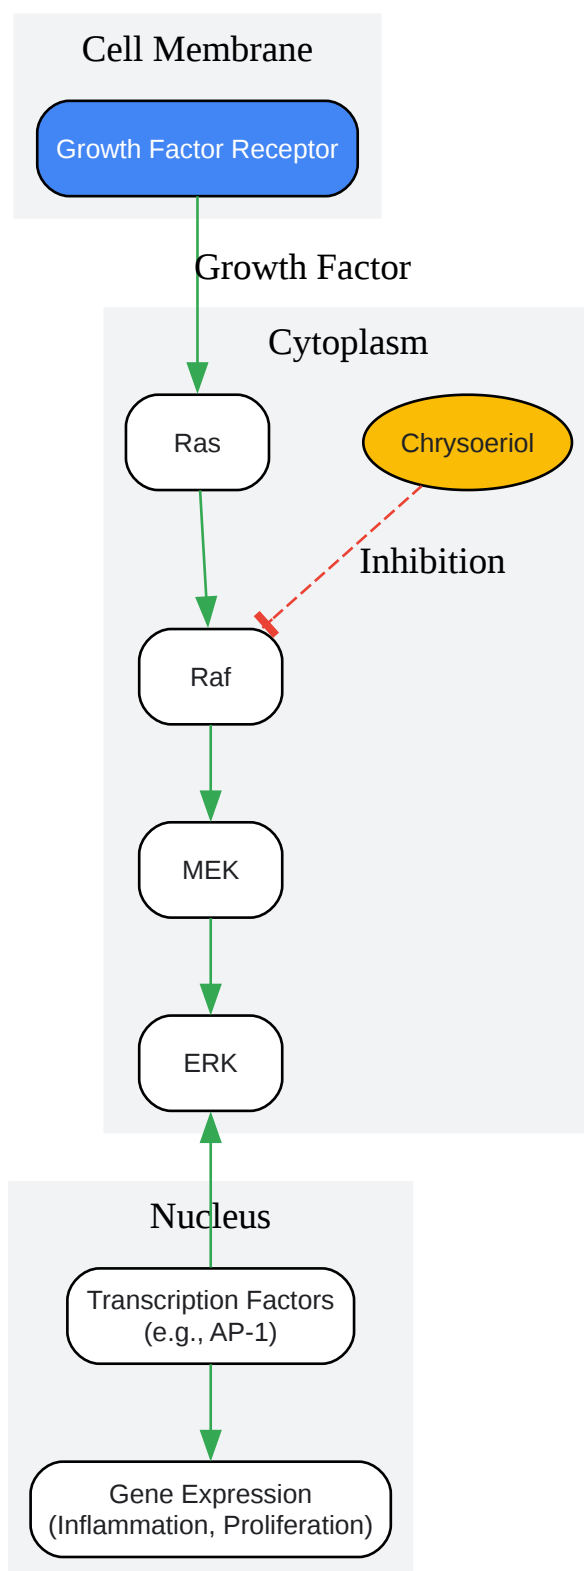 Cell Membrane
Growth Factor Receptor
Growth Factor
Cytoplasm
Ras
Chrysoeriol
Inhibition
Raf
MEK
ERK
Nucleus
Transcription Factors
(e.g., AP-1)
Gene Expression
(Inflammation, Proliferation)